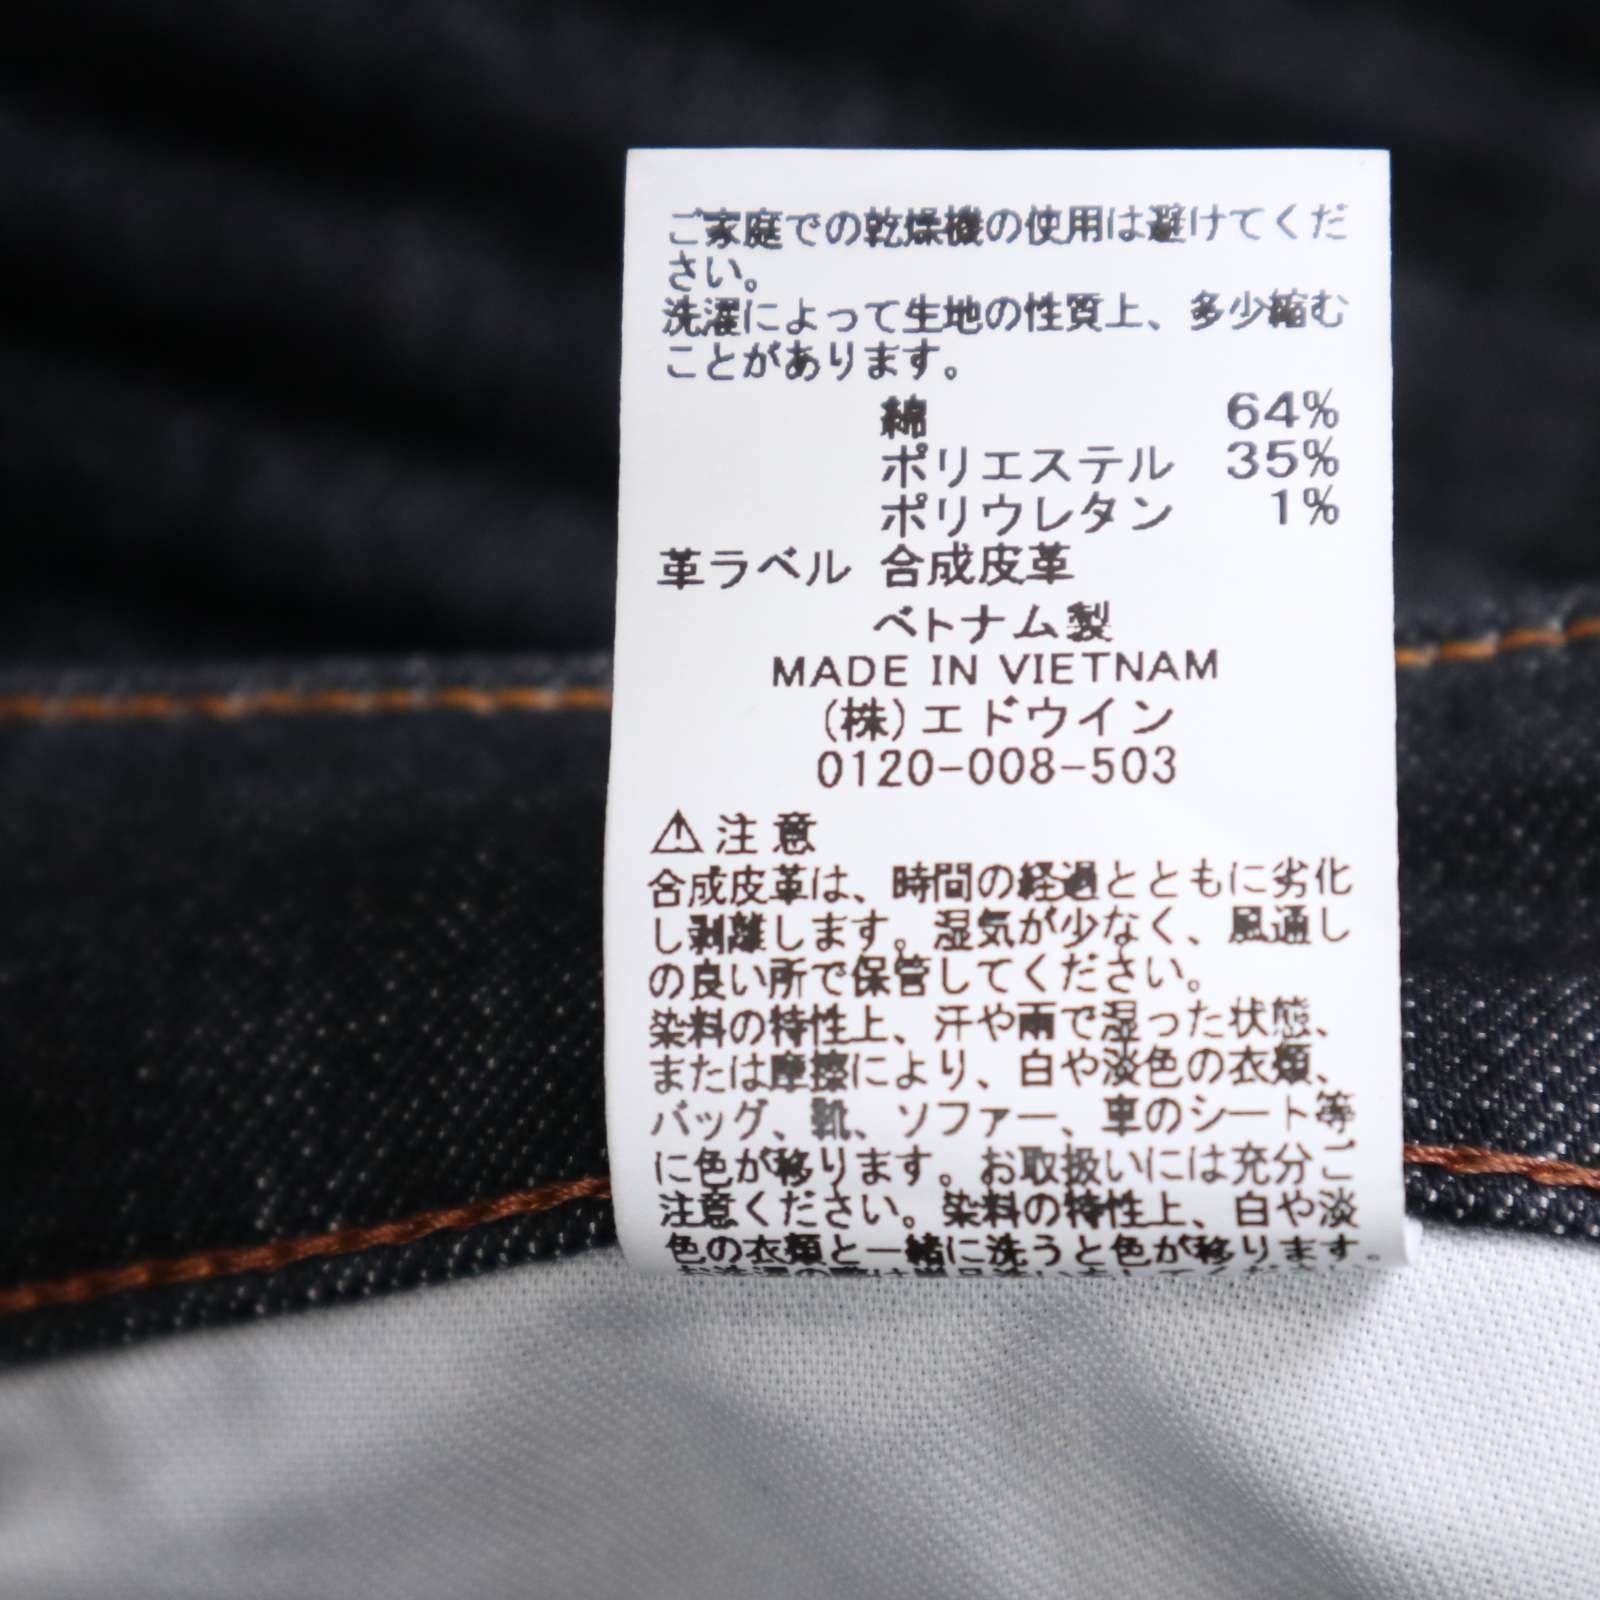 ご家庭での乾燥機の使用は避けてくだ
さい。
洗濯によって生地の性質上、多少縮む
ことがあります。
綿 64%
ポリエステル 35%
ポリウレタン 1%
革ラベル 合成皮革
ベトナム製
MADE IN VIETNAM
(株)エドウイン
0120-008-503
⚠注意
合成皮革は、時間の経過とともに劣化
し剥離します。湿気が少なく、風通し
の良い所で保管してください。
染料の特性上、汗や雨で湿った状態、
または摩擦により、白や淡色の衣類、
バッグ、靴、ソファー、車のシート等
に色が移ります。お取扱いには充分ご
注意ください。染料の特性上、白や淡
色の衣類と一緒に洗うと色が移ります。